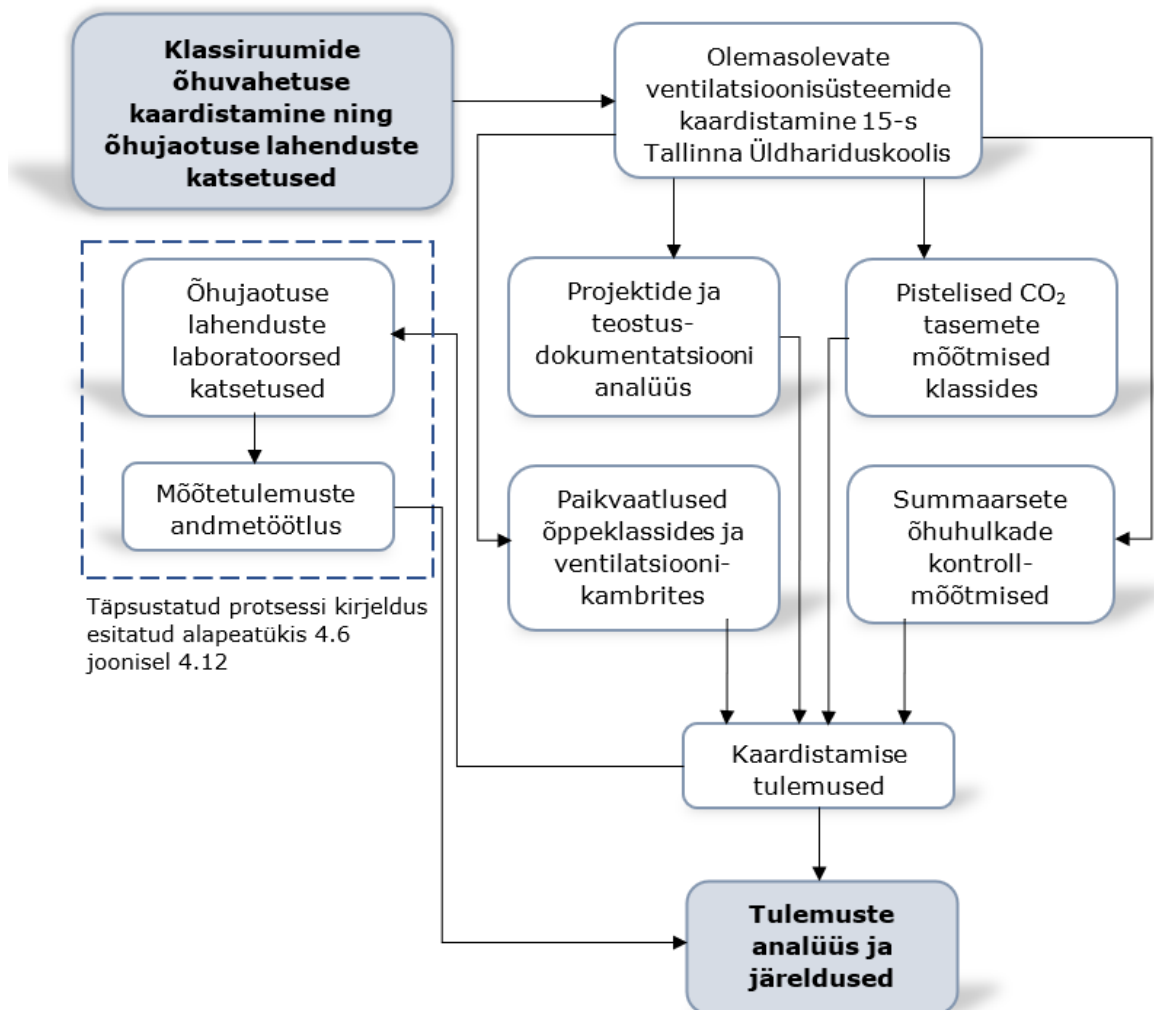 Klassiruumide
õhuvahetuse
kaardistamine ning
õhujaotuse lahenduste
katsetused
Olemasolevate
ventilatsioonisüsteemide
kaardistamine 15-s
Tallinna Üldhariduskoolis
Õhujaotuse
lahenduste
laboratoorsed
katsetused
Projektide ja
teostus-
dokumentatsiooni
analüüs
Pistelised CO₂
tasemete
mõõtmised
klassides
Mõõtetulemuste
andmetöötlus
Paikvaatlused
õppeklassides ja
ventilatsiooni-
kambrites
Summaarsete
õhuhulkade
kontroll-
mõõtmised
Täpsustatud protsessi kirjeldus
esitatud alapeatükis 4.6
joonisel 4.12
Kaardistamise
tulemused
Tulemuste
analüüs ja
järeldused